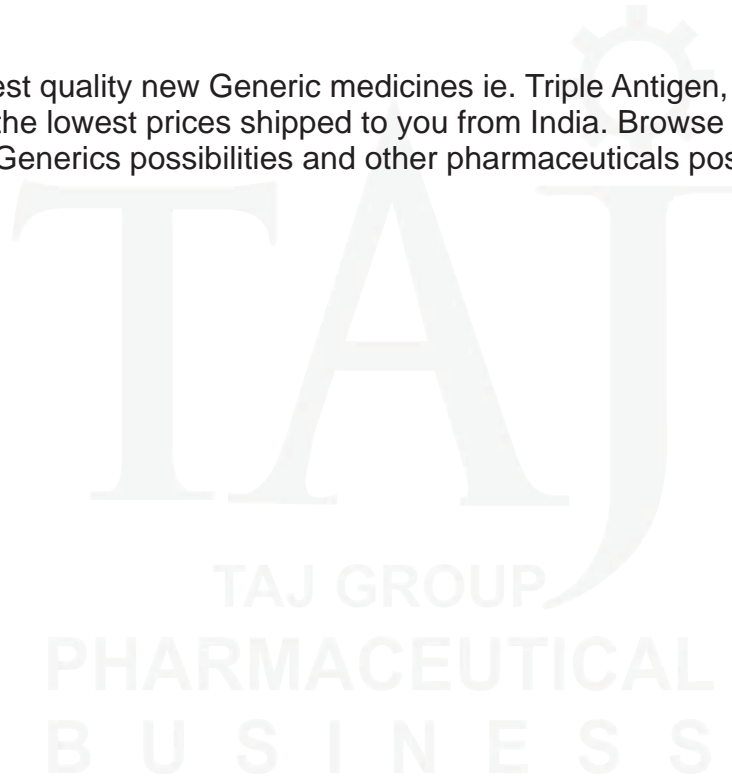 est quality new Generic medicines ie. Triple Antigen,
the lowest prices shipped to you from India. Browse
Generics possibilities and other pharmaceuticals pos
TAJ
TAJ GROUP
PHARMACEUTICAL
BUSINESS